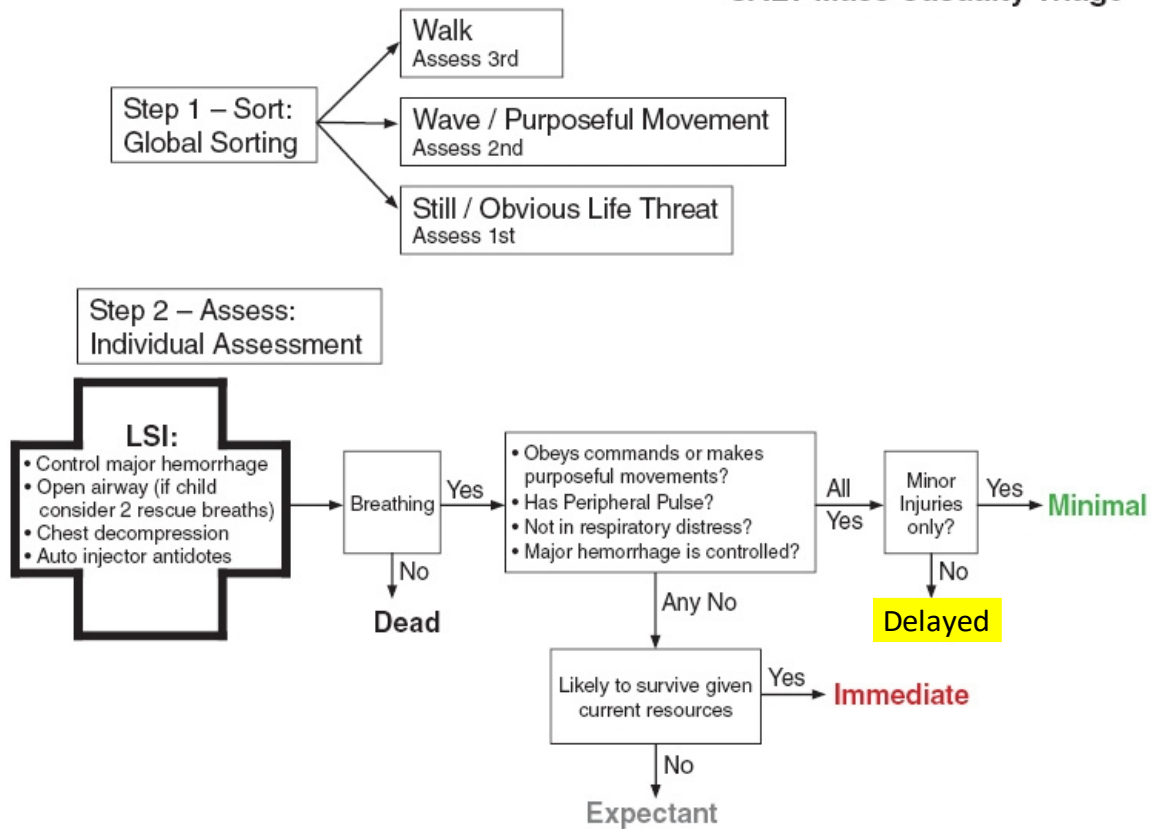 Walk
Assess 3rd
Step 1 – Sort:
Global Sorting
Wave / Purposeful Movement
Assess 2nd
Still / Obvious Life Threat
Assess 1st
Step 2 – Assess:
Individual Assessment
LSI:
• Control major hemorrhage
• Open airway (if child
consider 2 rescue breaths)
• Chest decompression
• Auto injector antidotes
Breathing
Yes
No
Dead
• Obeys commands or makes
purposeful movements?
• Has Peripheral Pulse?
• Not in respiratory distress?
• Major hemorrhage is controlled?
All
Yes
Minor
Injuries
only?
Yes
Minimal
No
Delayed
Any No
Likely to survive given
current resources
Yes
Immediate
No
Expectant